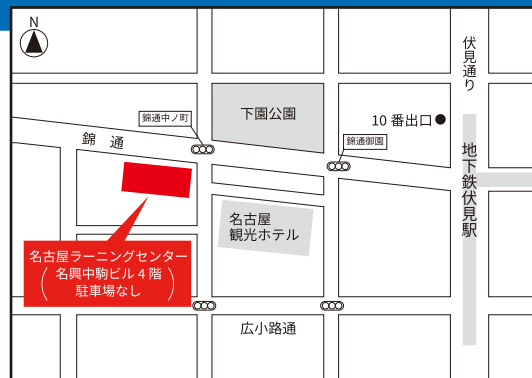 N
伏見通り
下園公園
10 番出口
錦通中ノ町
錦通御園
錦 通
地下鉄伏見駅
名古屋
観光ホテル
名古屋ラーニングセンター
(名興中駒ビル 4 階
駐車場なし)
広小路通